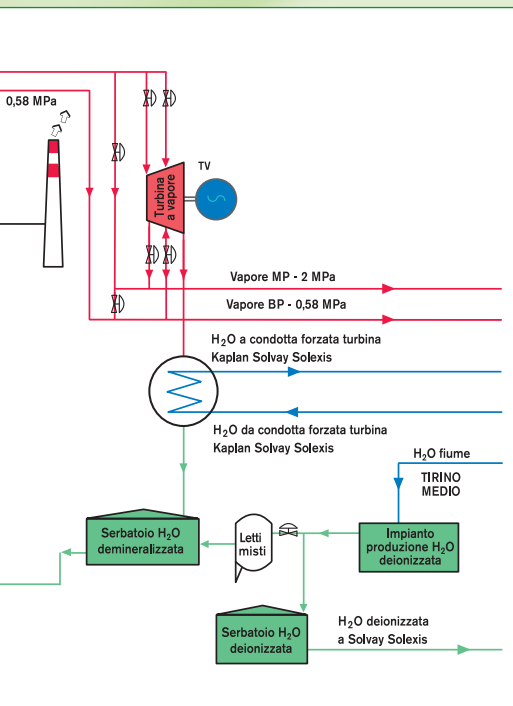 0,58 MPa
TV
Turbina
a vapore
Vapore MP - 2 MPa
Vapore BP - 0,58 MPa
H₂O a condotta forzata turbina
Kaplan Solvay Solexis
H₂O da condotta forzata turbina
Kaplan Solvay Solexis
H₂O fiume
TIRINO
MEDIO
Serbatoio H₂O
demineralizzata
Letti
misti
Impianto
produzione H₂O
deionizzata
Serbatoio H₂O
deionizzata
H₂O deionizzata
a Solvay Solexis